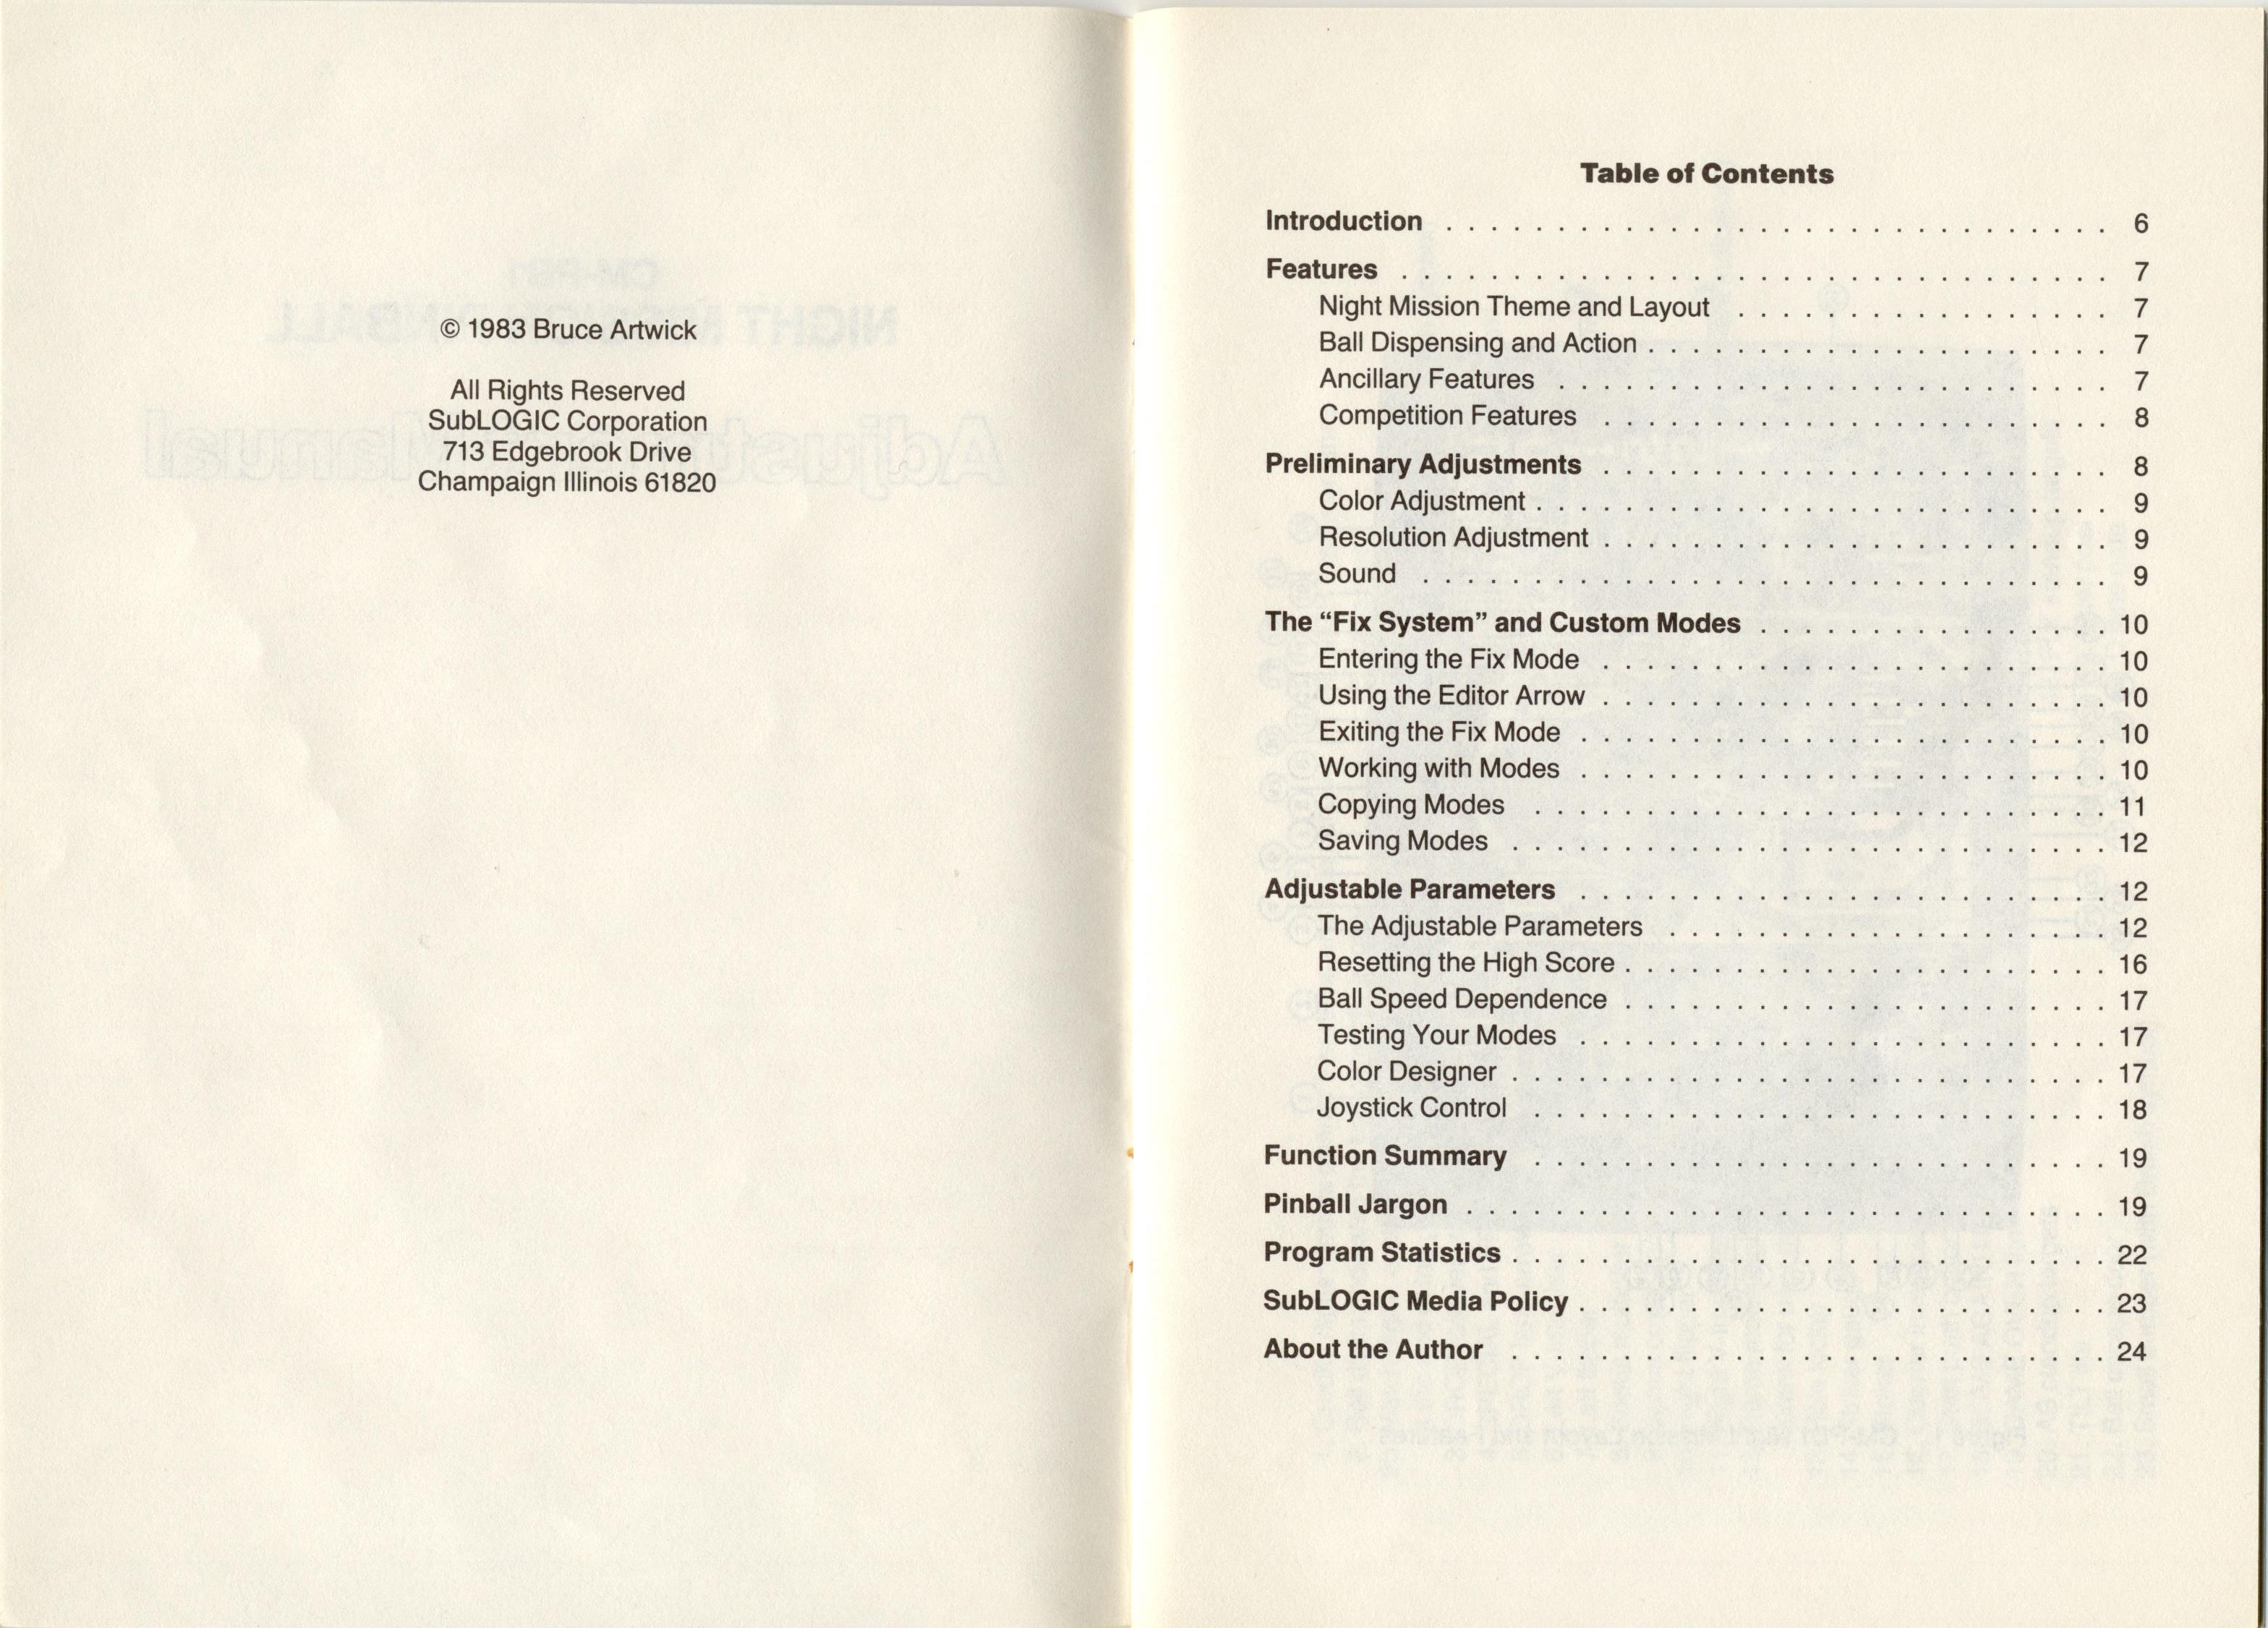 © 1983 Bruce Artwick
All Rights Reserved
SubLOGIC Corporation
713 Edgebrook Drive
Champaign Illinois 61820
Table of Contents
Introduction . . . . . . . . . . . . . . . . . . . . . . . . . . . . . . 6
Features . . . . . . . . . . . . . . . . . . . . . . . . . . . . . . . . 7
Night Mission Theme and Layout . . . . . . . . . . . . . . . . . 7
Ball Dispensing and Action . . . . . . . . . . . . . . . . . . . . . 7
Ancillary Features . . . . . . . . . . . . . . . . . . . . . . . . . 7
Competition Features . . . . . . . . . . . . . . . . . . . . . . . 8
Preliminary Adjustments . . . . . . . . . . . . . . . . . . . . . . . 8
Color Adjustment . . . . . . . . . . . . . . . . . . . . . . . . . . 9
Resolution Adjustment . . . . . . . . . . . . . . . . . . . . . . . 9
Sound . . . . . . . . . . . . . . . . . . . . . . . . . . . . . . . 9
The “Fix System” and Custom Modes . . . . . . . . . . . . . . . . 10
Entering the Fix Mode . . . . . . . . . . . . . . . . . . . . . . . 10
Using the Editor Arrow . . . . . . . . . . . . . . . . . . . . . . . 10
Exiting the Fix Mode . . . . . . . . . . . . . . . . . . . . . . . . 10
Working with Modes . . . . . . . . . . . . . . . . . . . . . . . . 10
Copying Modes . . . . . . . . . . . . . . . . . . . . . . . . . . 11
Saving Modes . . . . . . . . . . . . . . . . . . . . . . . . . . . 12
Adjustable Parameters . . . . . . . . . . . . . . . . . . . . . . . . 12
The Adjustable Parameters . . . . . . . . . . . . . . . . . . . . 12
Resetting the High Score . . . . . . . . . . . . . . . . . . . . . . 16
Ball Speed Dependence . . . . . . . . . . . . . . . . . . . . . . 17
Testing Your Modes . . . . . . . . . . . . . . . . . . . . . . . . 17
Color Designer . . . . . . . . . . . . . . . . . . . . . . . . . . . 17
Joystick Control . . . . . . . . . . . . . . . . . . . . . . . . . . 18
Function Summary . . . . . . . . . . . . . . . . . . . . . . . . . . 19
Pinball Jargon . . . . . . . . . . . . . . . . . . . . . . . . . . . . . 19
Program Statistics . . . . . . . . . . . . . . . . . . . . . . . . . . . 22
SubLOGIC Media Policy . . . . . . . . . . . . . . . . . . . . . . . . 23
About the Author . . . . . . . . . . . . . . . . . . . . . . . . . . . 24